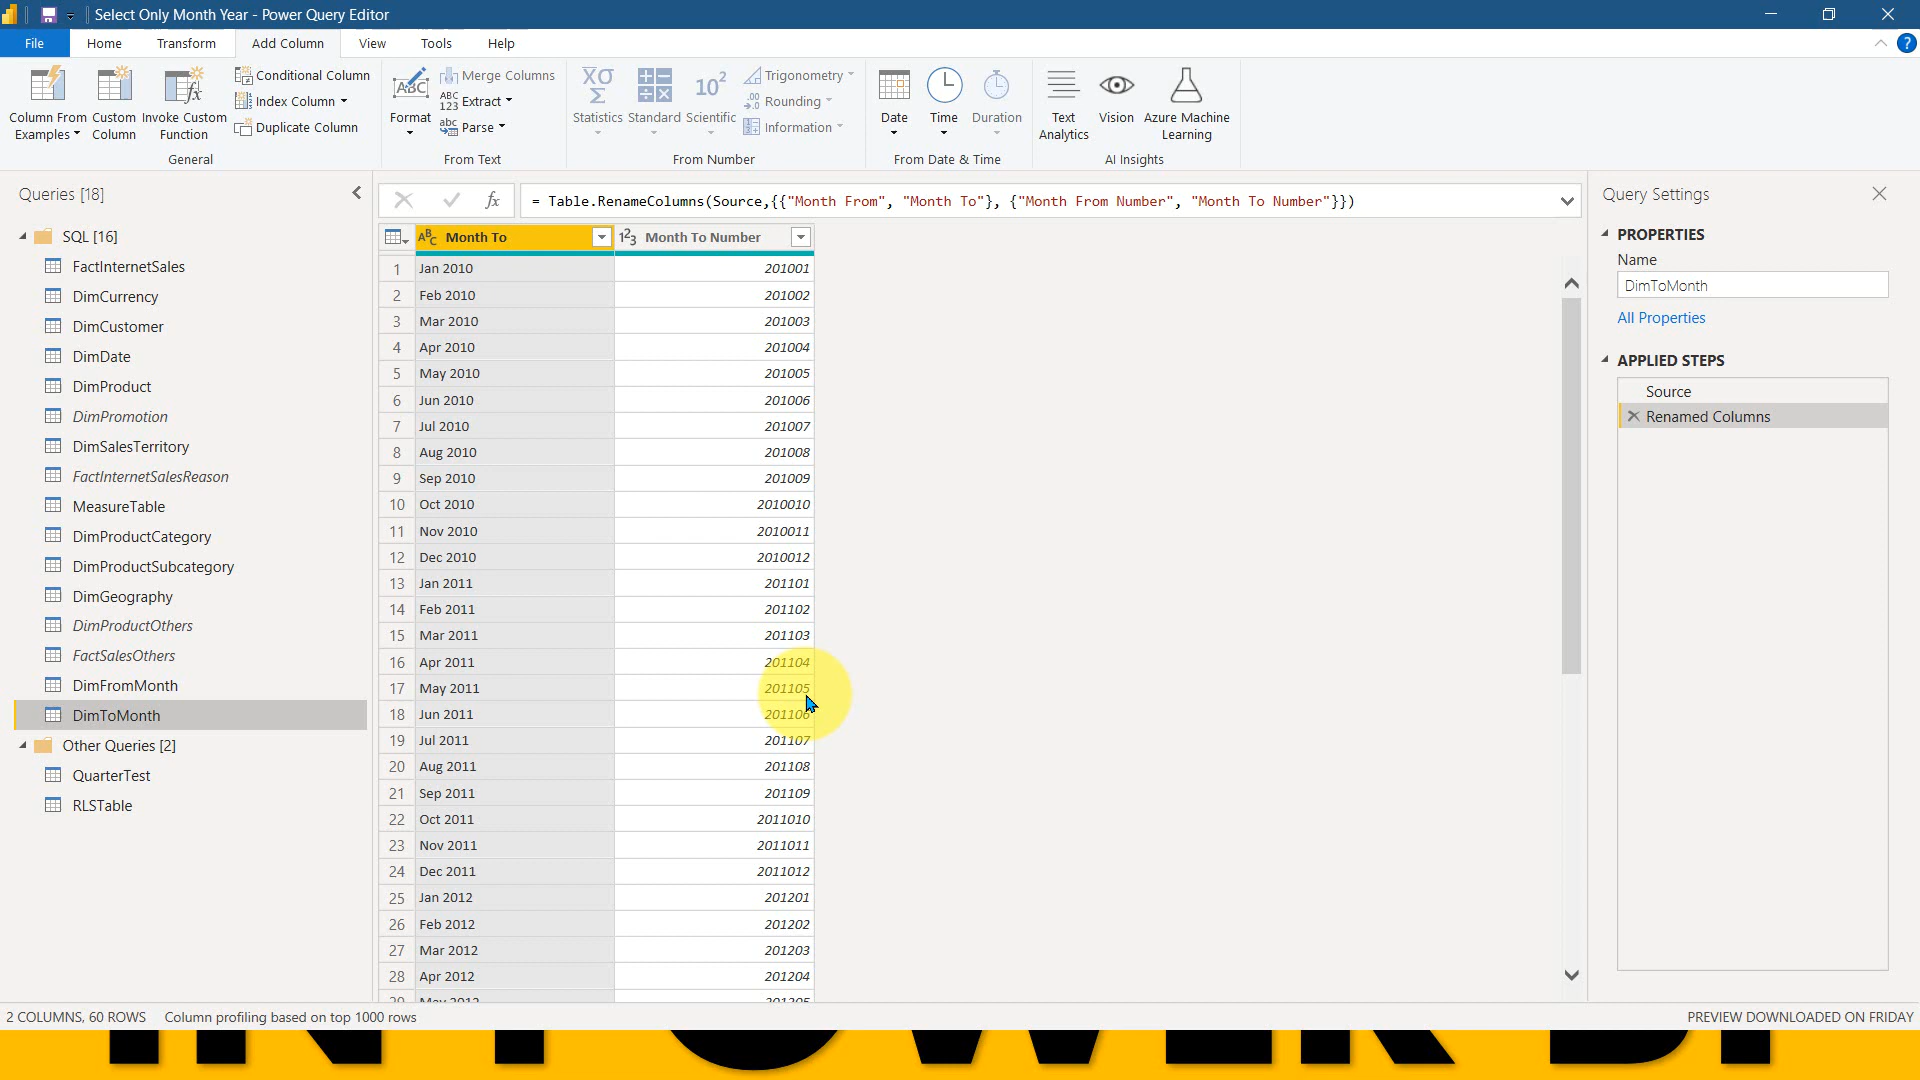 Select Only Month Year - Power Query Editor
File Home Transform Add Column View Tools Help
Column From Examples
Custom Column
Invoke Custom Function
Conditional Column
Index Column
Duplicate Column
General
Format
Merge Columns
Extract
Parse
From Text
Statistics
Standard
Scientific
Trigonometry
Rounding
Information
From Number
Date
Time
Duration
From Date & Time
Text Analytics
Vision
Azure Machine Learning
AI Insights
Queries [18]
SQL [16]
FactInternetSales
DimCurrency
DimCustomer
DimDate
DimProduct
DimPromotion
DimSalesTerritory
FactInternetSalesReason
MeasureTable
DimProductCategory
DimProductSubcategory
DimGeography
DimProductOthers
FactSalesOthers
DimFromMonth
DimToMonth
Other Queries [2]
QuarterTest
RLSTable
fx = Table.RenameColumns(Source,{{"Month From", "Month To"}, {"Month From Number", "Month To Number"}})
Month To Month To Number
1 Jan 2010 201001
2 Feb 2010 201002
3 Mar 2010 201003
4 Apr 2010 201004
5 May 2010 201005
6 Jun 2010 201006
7 Jul 2010 201007
8 Aug 2010 201008
9 Sep 2010 201009
10 Oct 2010 2010010
11 Nov 2010 2010011
12 Dec 2010 2010012
13 Jan 2011 201101
14 Feb 2011 201102
15 Mar 2011 201103
16 Apr 2011 201104
17 May 2011 201105
18 Jun 2011 201106
19 Jul 2011 201107
20 Aug 2011 201108
21 Sep 2011 201109
22 Oct 2011 2011010
23 Nov 2011 2011011
24 Dec 2011 2011012
25 Jan 2012 201201
26 Feb 2012 201202
27 Mar 2012 201203
28 Apr 2012 201204
29 May 2012 201205
Query Settings
PROPERTIES
Name
DimToMonth
All Properties
APPLIED STEPS
Source
Renamed Columns
2 COLUMNS, 60 ROWS Column profiling based on top 1000 rows
PREVIEW DOWNLOADED ON FRIDAY
IN POWER BI